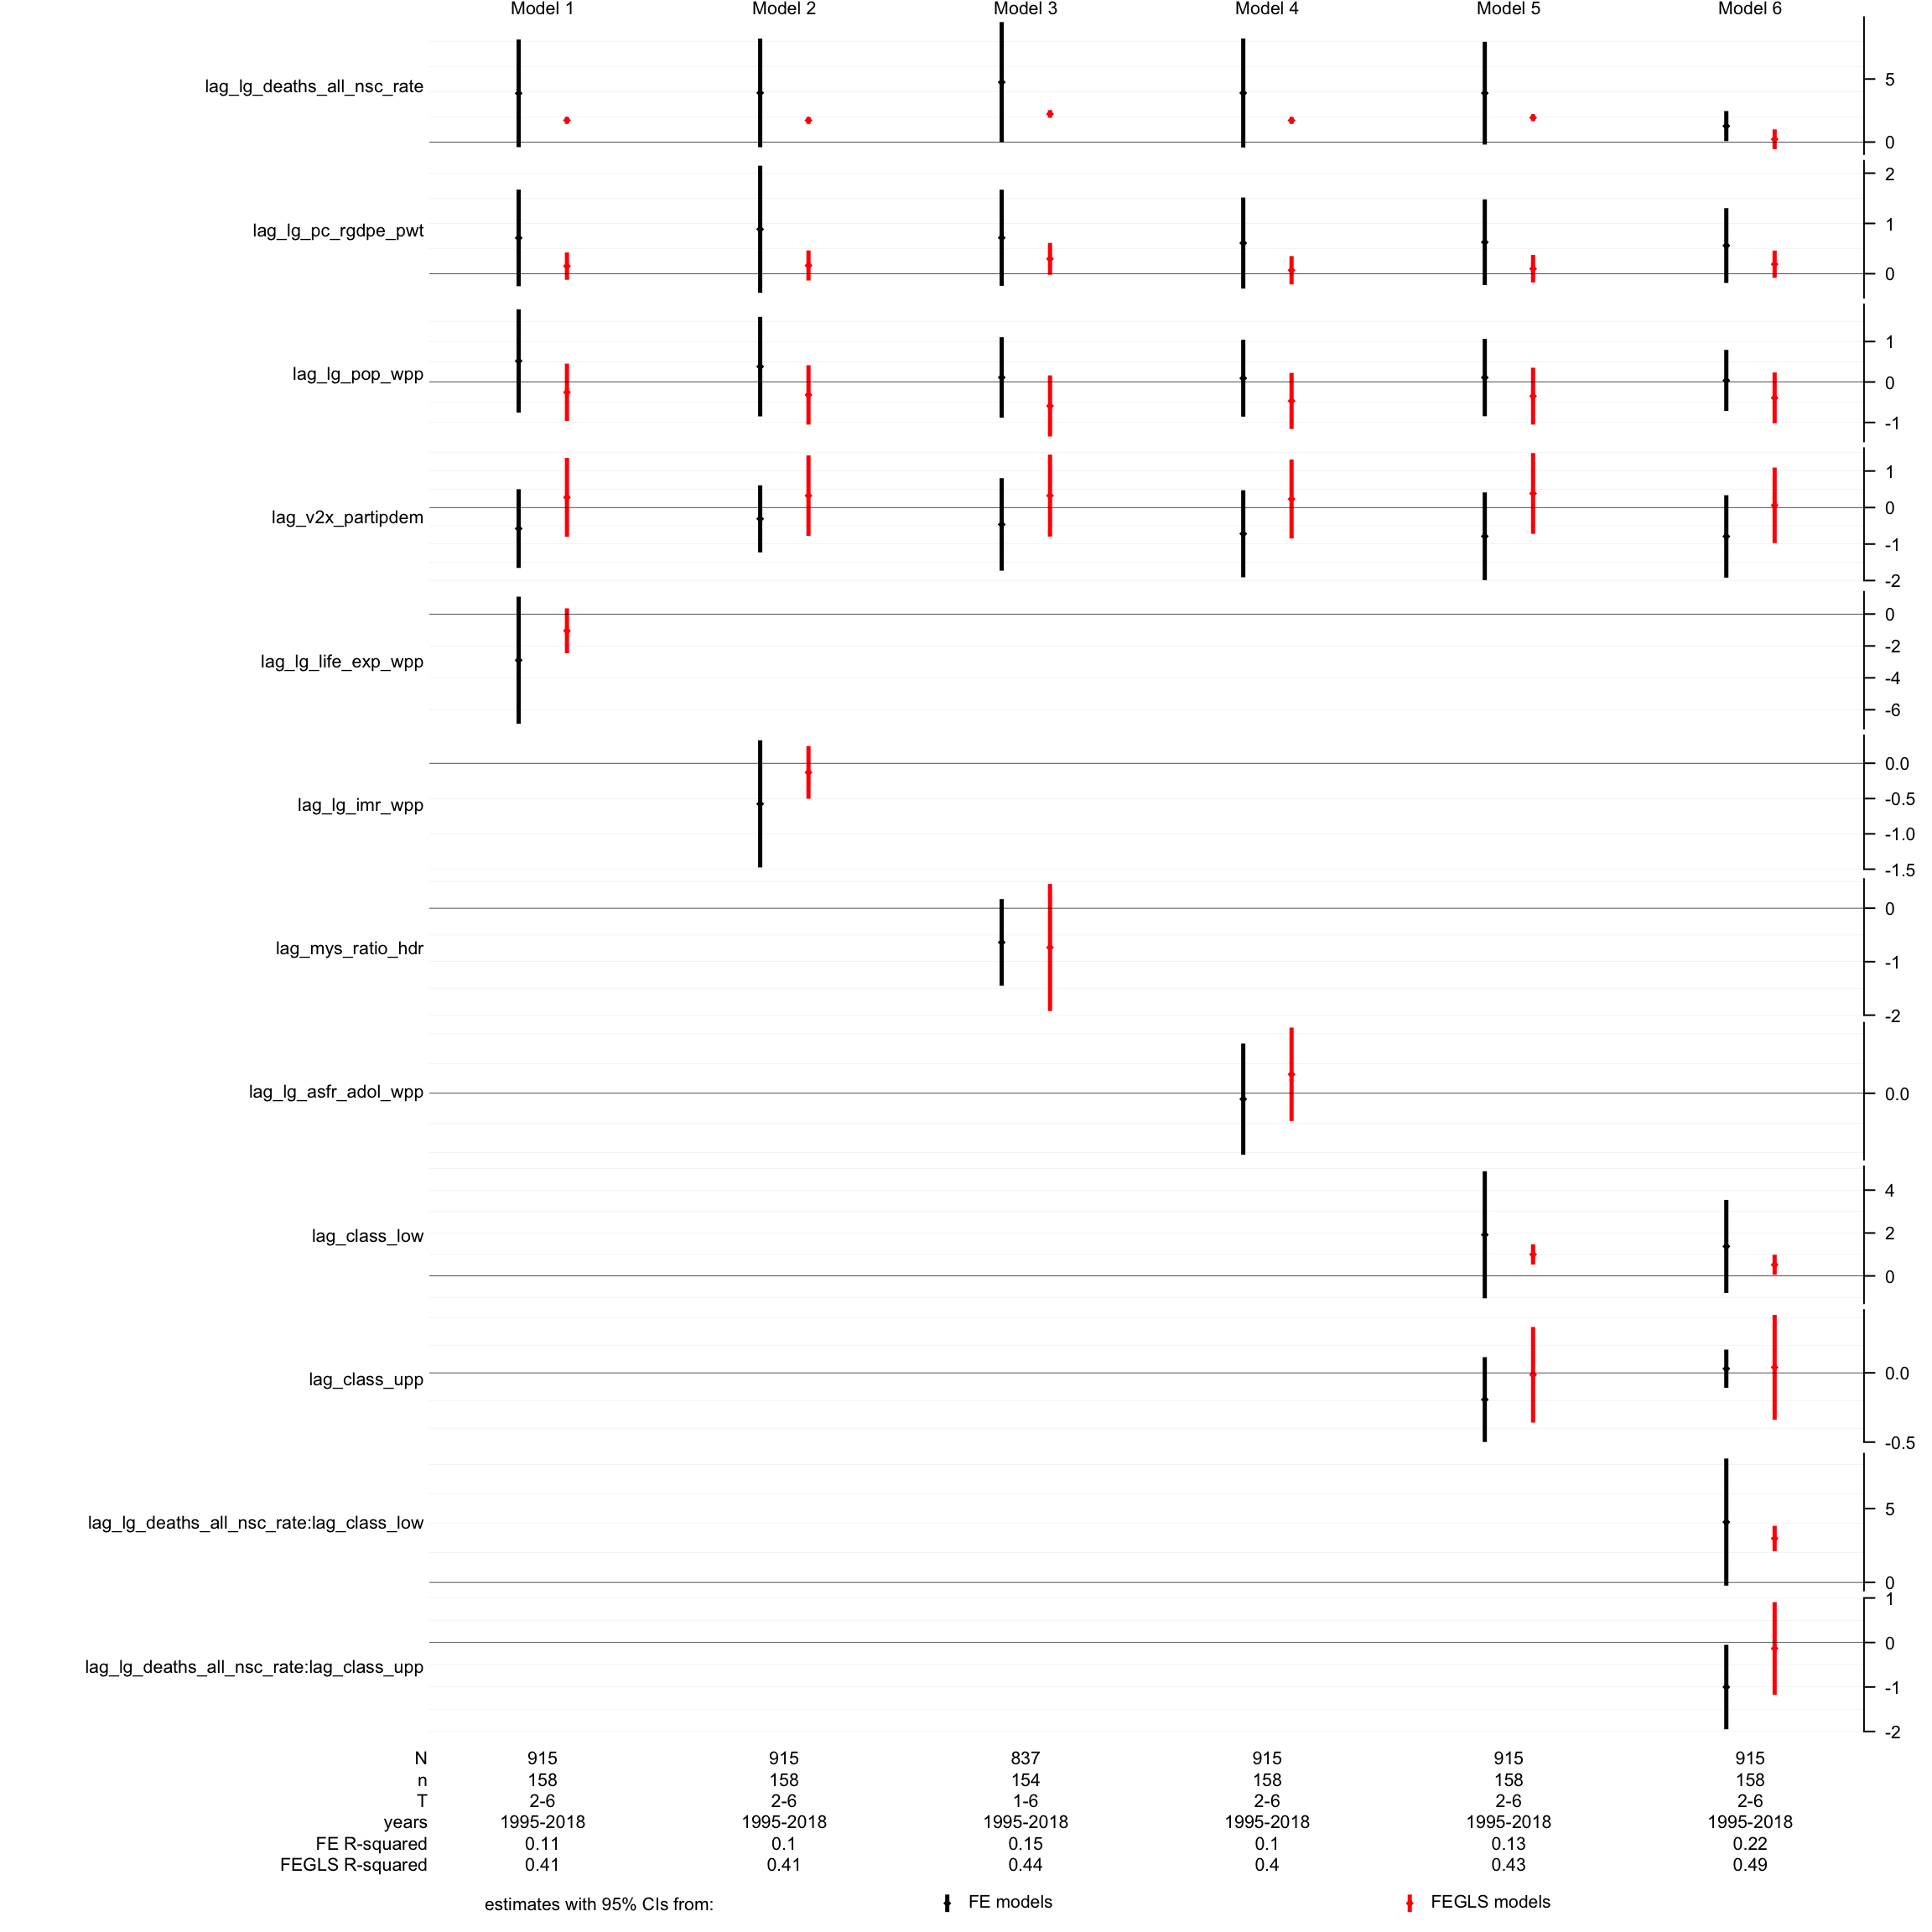 Model 1 Model 2 Model 3 Model 4 Model 5 Model 6
lag_lg_deaths_all_nsc_rate
5
0
lag_lg_pc_rgdpe_pwt
2
1
0
lag_lg_pop_wpp
1
0
-1
lag_v2x_partipdem
1
0
-1
-2
lag_lg_life_exp_wpp
0
-2
-4
-6
lag_lg_imr_wpp
0.0
-0.5
-1.0
-1.5
lag_mys_ratio_hdr
0
-1
-2
lag_lg_asfr_adol_wpp
0.0
lag_class_low
4
2
0
lag_class_upp
0.0
-0.5
lag_lg_deaths_all_nsc_rate:lag_class_low
5
0
lag_lg_deaths_all_nsc_rate:lag_class_upp
1
0
-1
-2
N 915 915 837 915 915 915
n 158 158 154 158 158 158
T 2-6 2-6 1-6 2-6 2-6 2-6
years 1995-2018 1995-2018 1995-2018 1995-2018 1995-2018 1995-2018
FE R-squared 0.11 0.1 0.15 0.1 0.13 0.22
FEGLS R-squared 0.41 0.41 0.44 0.4 0.43 0.49
estimates with 95% CIs from: FE models FEGLS models